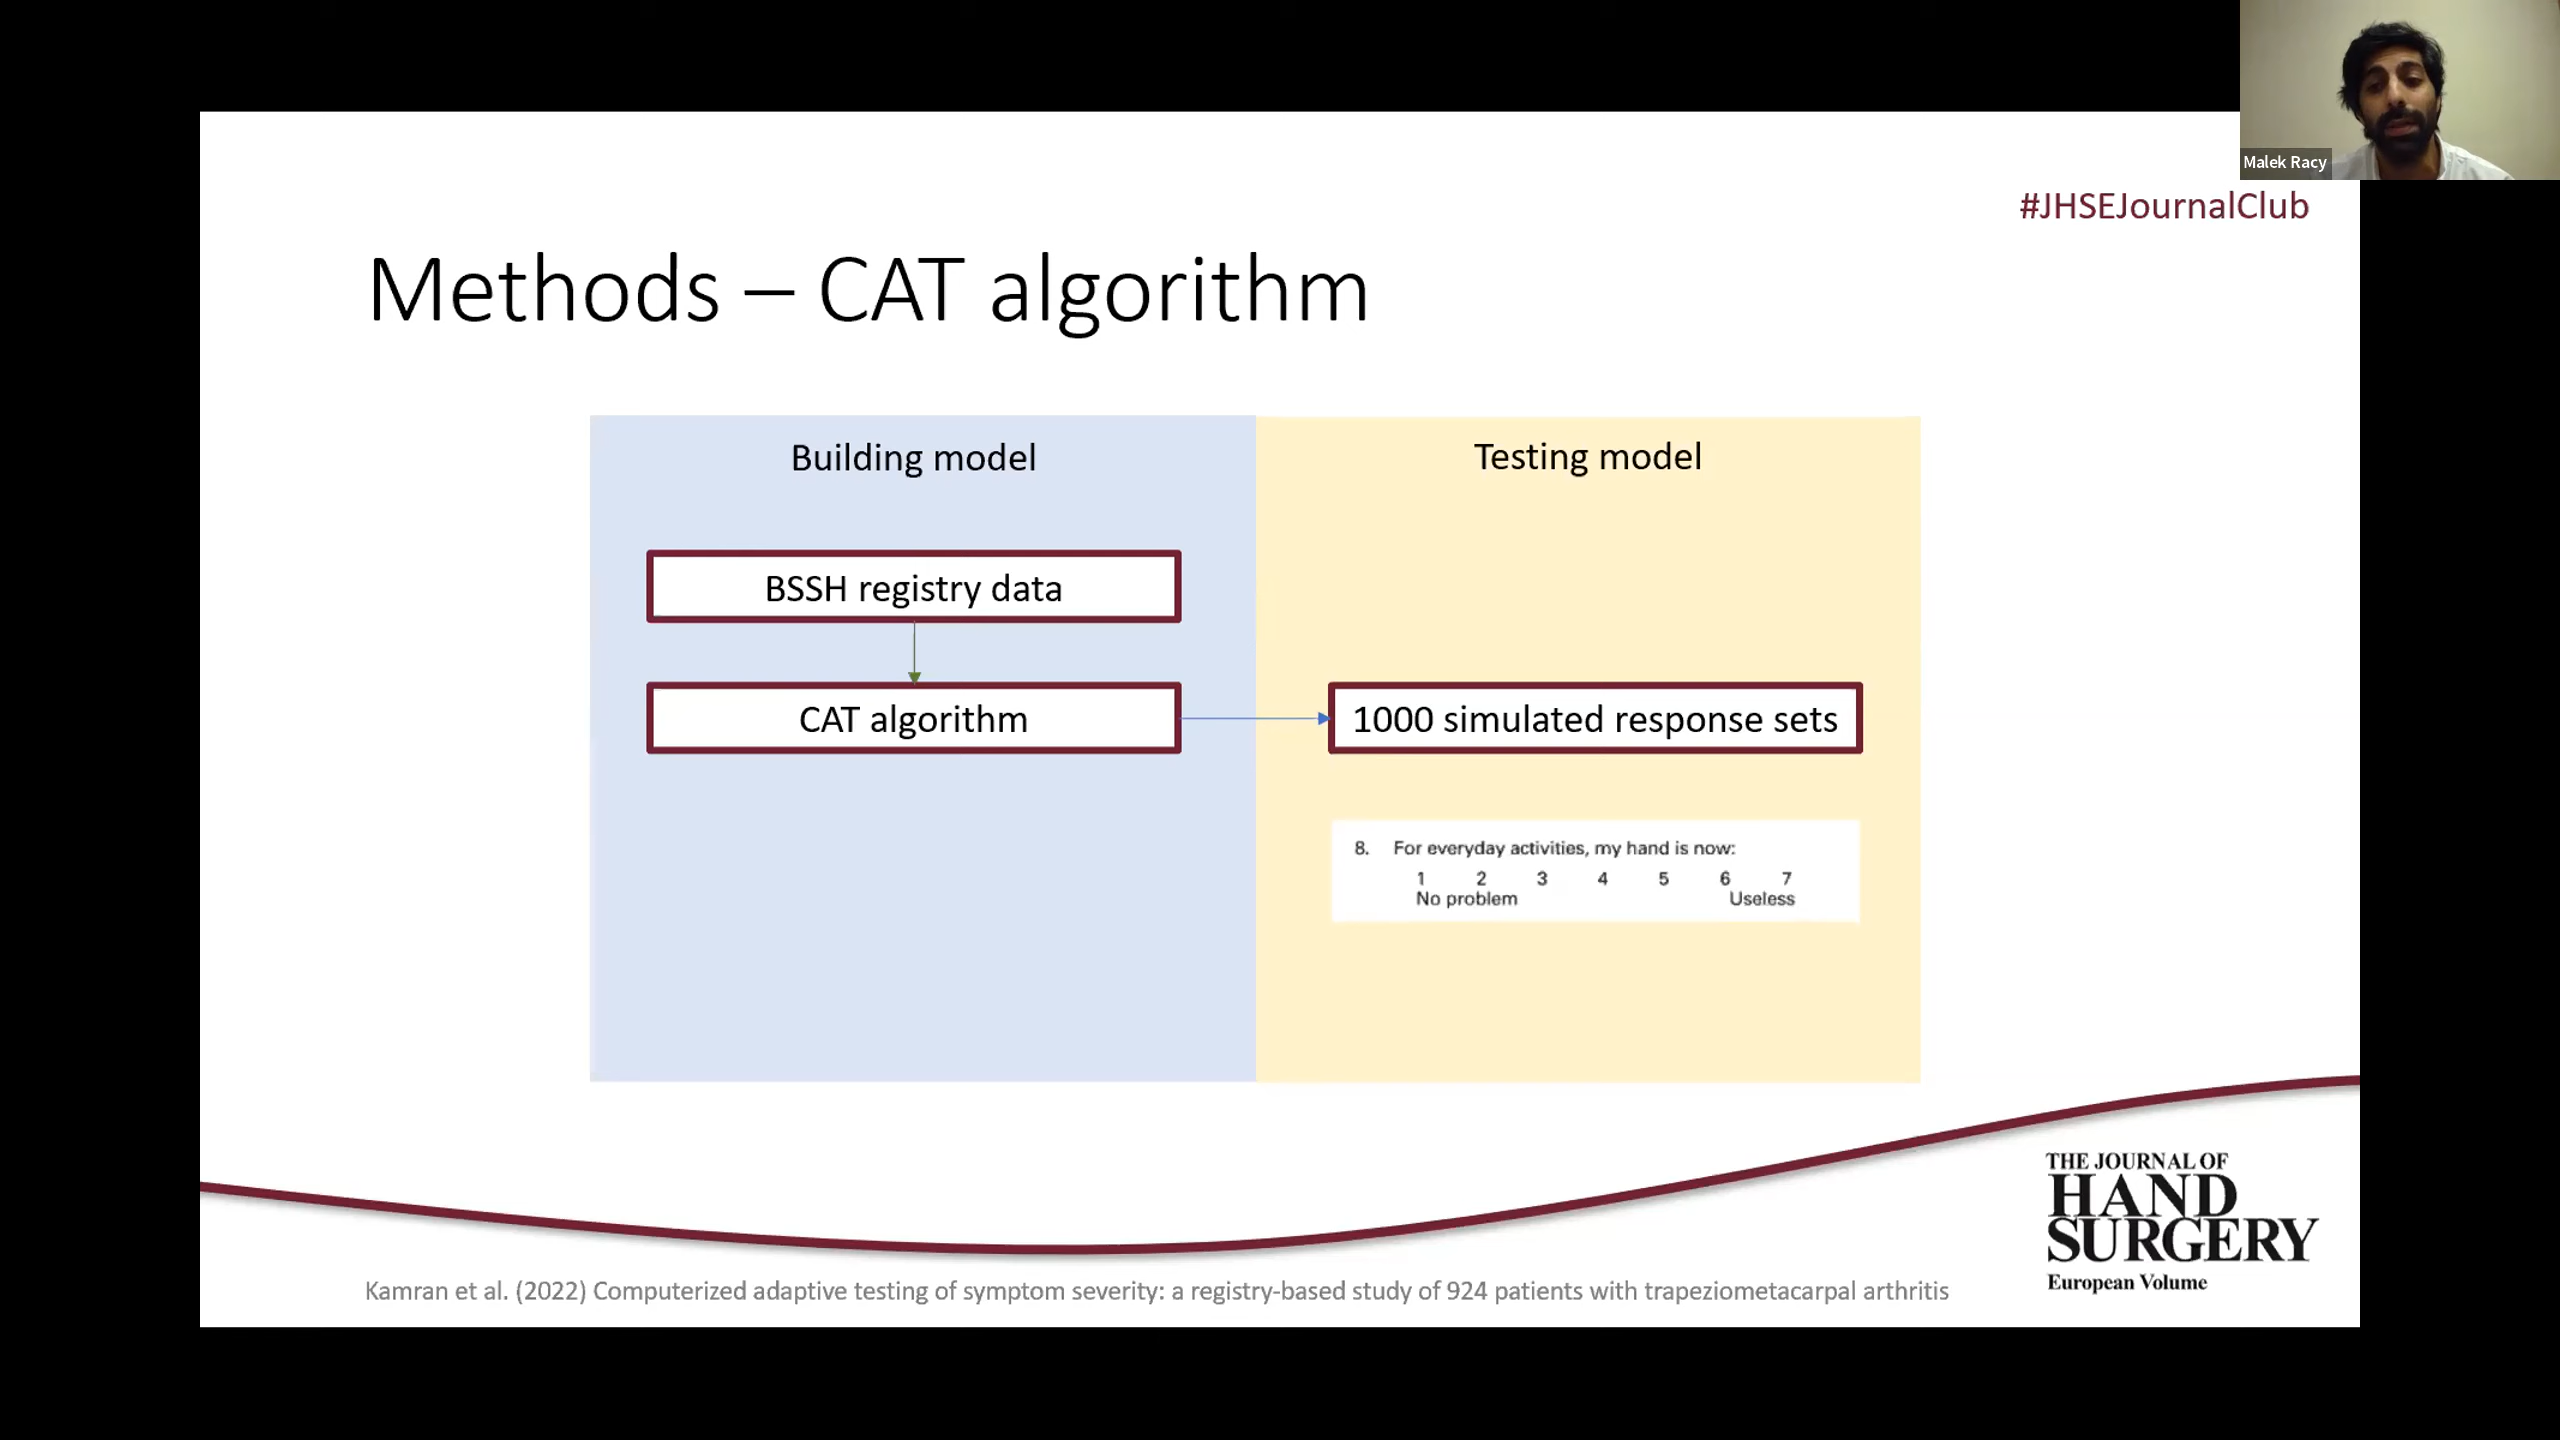 Malek Racy
#JHSEJournalClub
Methods – CAT algorithm
Building model
Testing model
BSSH registry data
CAT algorithm
1000 simulated response sets
8. For everyday activities, my hand is now:
1 2 3 4 5 6 7
No problem Useless
THE JOURNAL OF
HAND
SURGERY
European Volume
Kamran et al. (2022) Computerized adaptive testing of symptom severity: a registry-based study of 924 patients with trapeziometacarpal arthritis